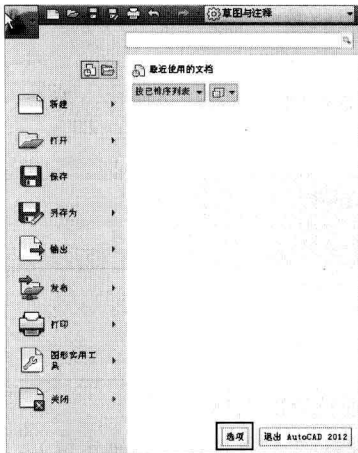 草图与注释
最近使用的文档
按已排序列表
新建
打开
保存
另存为
输出
发布
打印
图形实用工
具
关闭
选项
退出 AutoCAD 2012